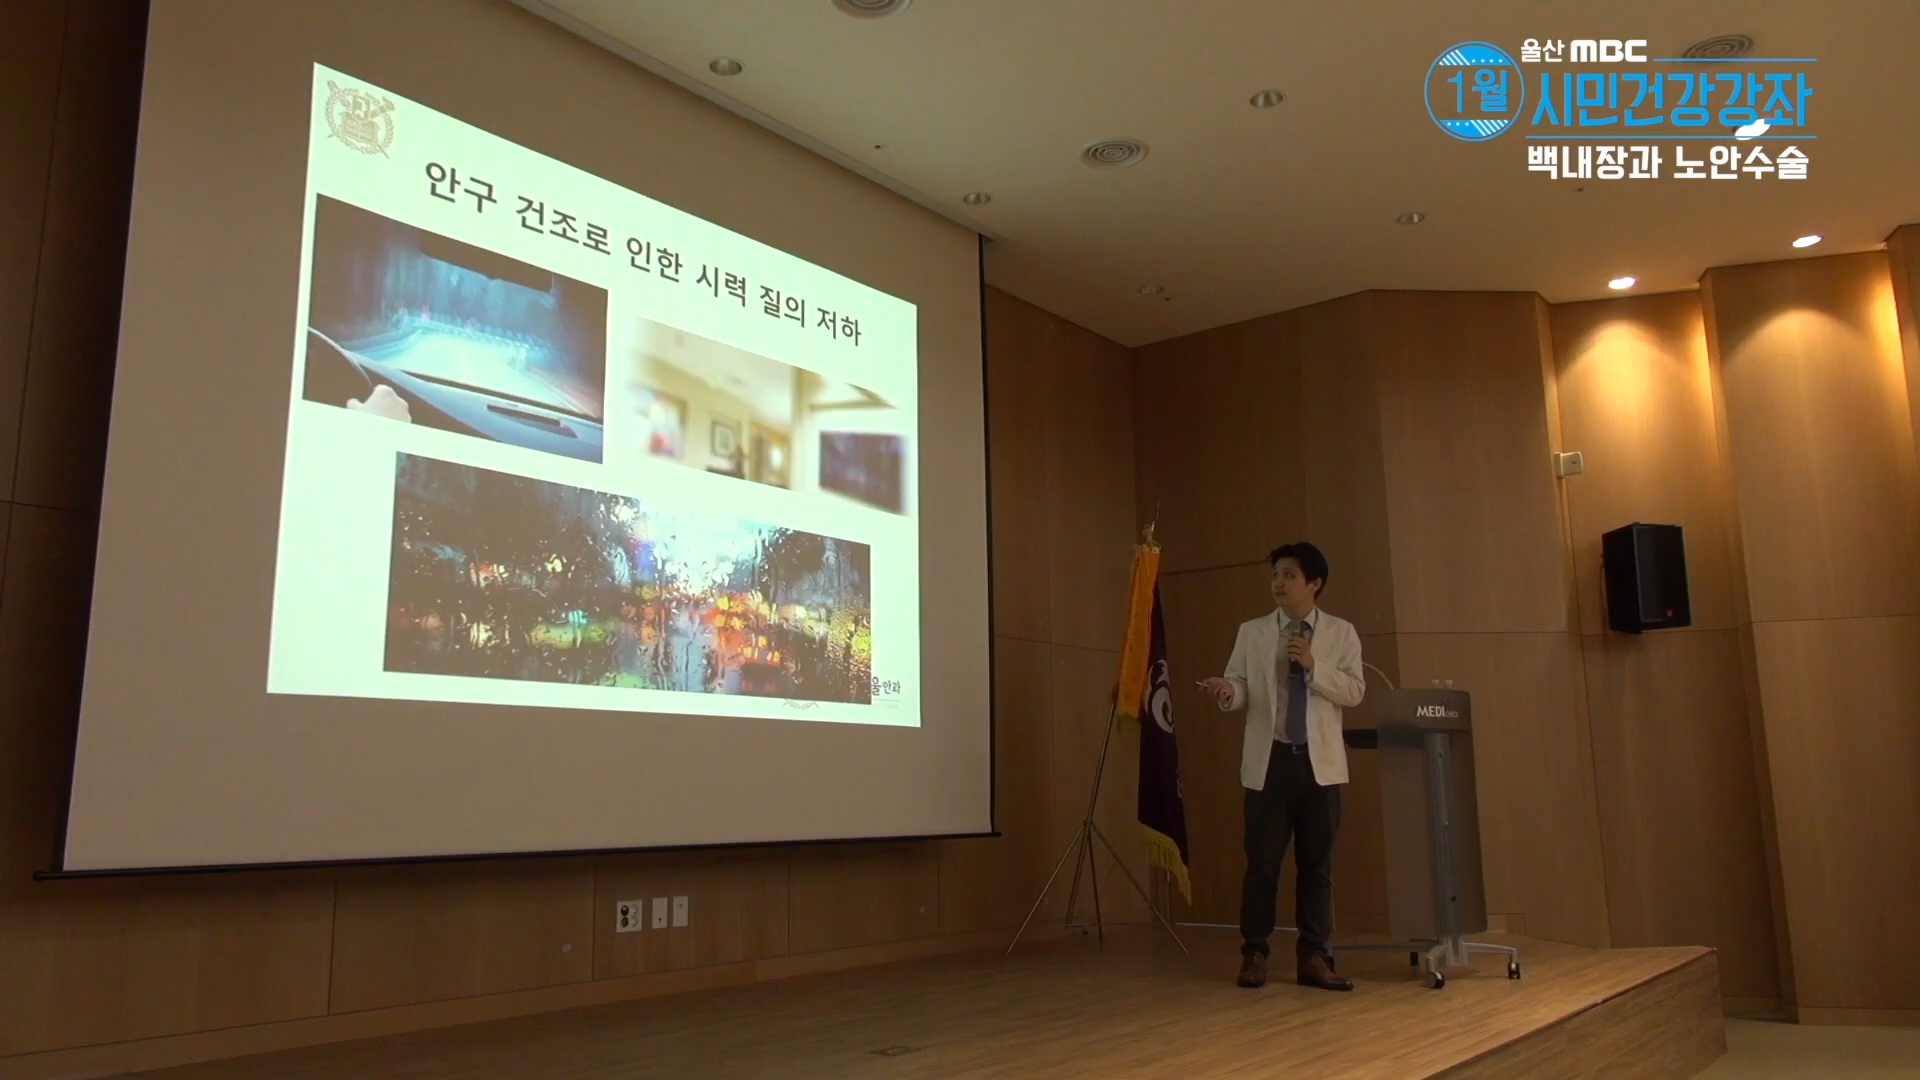 울산 MBC
1월
시민건강강좌
백내장과 노안수술
안구 건조로 인한 시력 질의 저하
울안과
MEDI